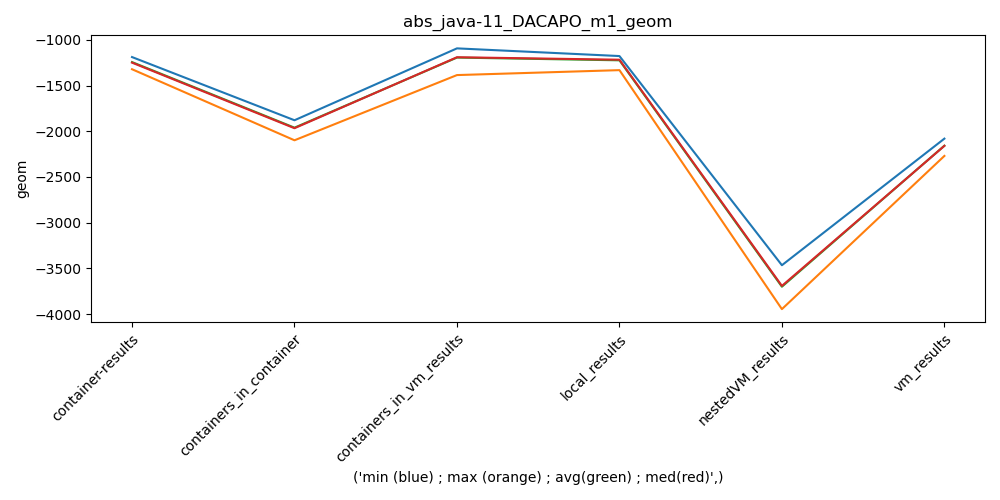 abs_java-11_DACAPO_m1_geom
−1000
−1500
−2000
−2500
−3000
−3500
−4000
geom
container-results
containers_in_container
containers_in_vm_results
local_results
nestedVM_results
vm_results
('min (blue) ; max (orange) ; avg(green) ; med(red)',)